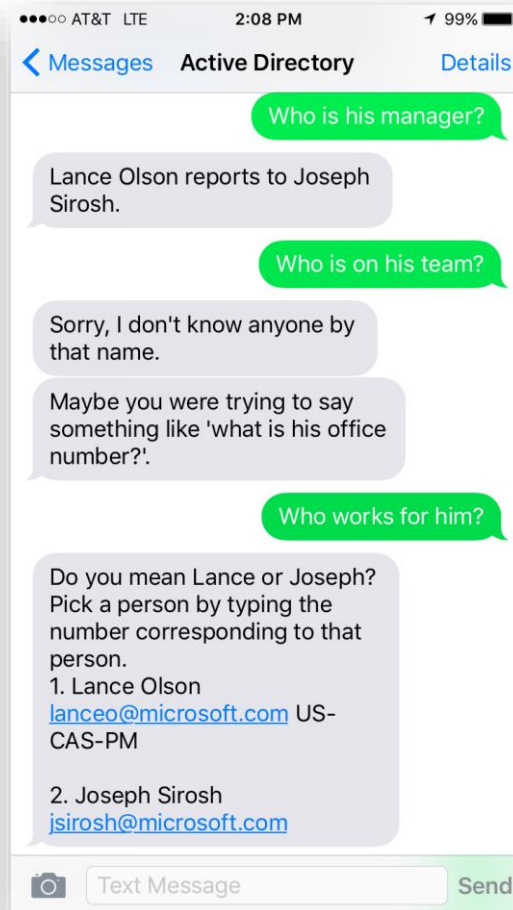 AT&T LTE 2:08 PM 99%
Messages Active Directory Details
Who is his manager?
Lance Olson reports to Joseph
Sirosh.
Who is on his team?
Sorry, I don't know anyone by
that name.
Maybe you were trying to say
something like 'what is his office
number?'.
Who works for him?
Do you mean Lance or Joseph?
Pick a person by typing the
number corresponding to that
person.
1. Lance Olson
lanceo@microsoft.com US-
CAS-PM
2. Joseph Sirosh
jsirosh@microsoft.com
Text Message Send